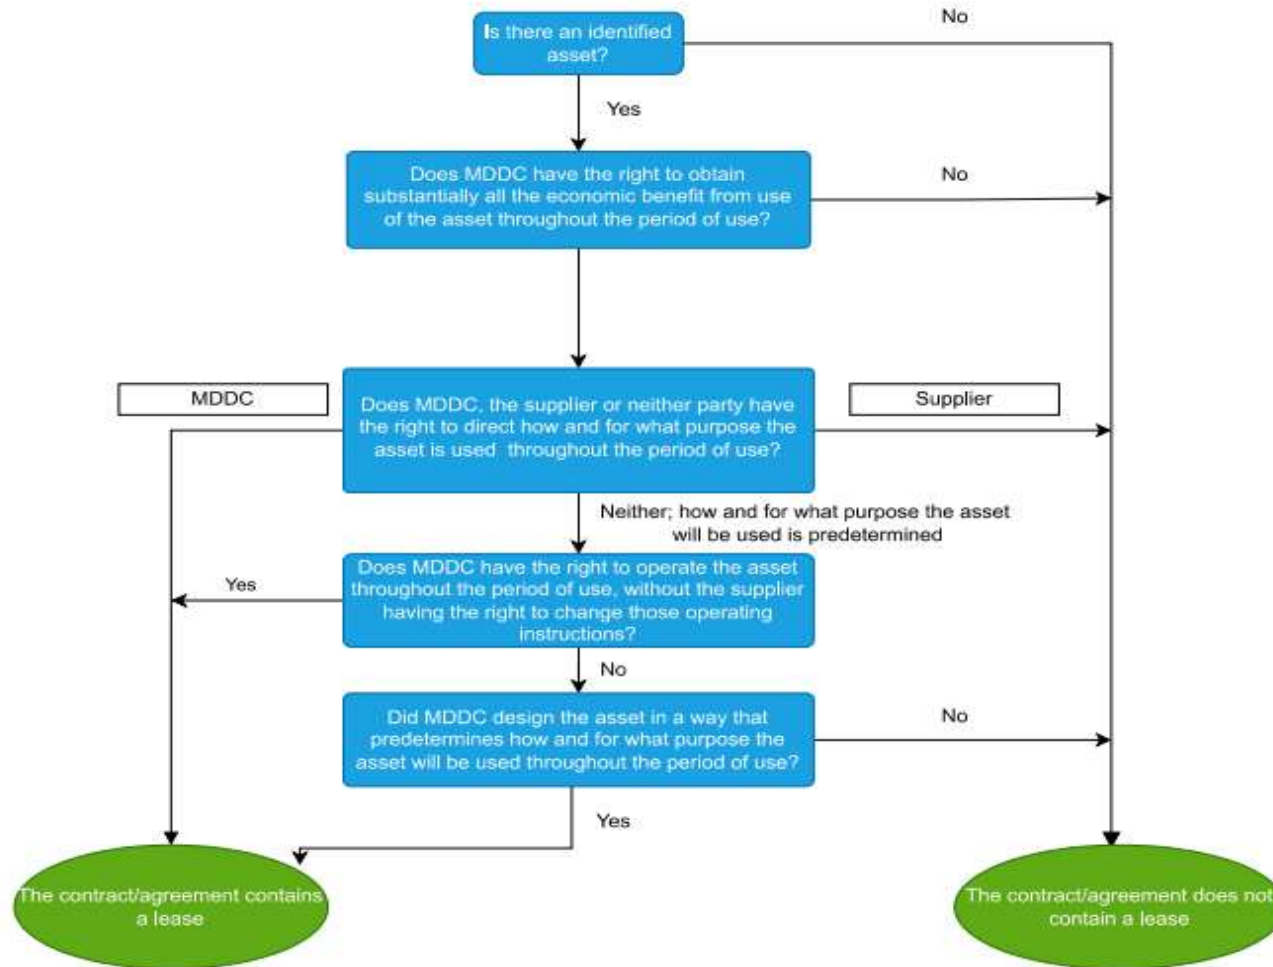 No
Is there an identified
asset?
Yes
Does MDDC have the right to obtain
substantially all the economic benefit from use
of the asset throughout the period of use?
No
MDDC
Does MDDC, the supplier or neither party have
the right to direct how and for what purpose the
asset is used throughout the period of use?
Supplier
Neither; how and for what purpose the asset
will be used is predetermined
Yes
Does MDDC have the right to operate the asset
throughout the period of use, without the supplier
having the right to change those operating
instructions?
No
Did MDDC design the asset in a way that
predetermines how and for what purpose the
asset will be used throughout the period of use?
No
Yes
The contract/agreement contains
a lease
The contract/agreement does not
contain a lease